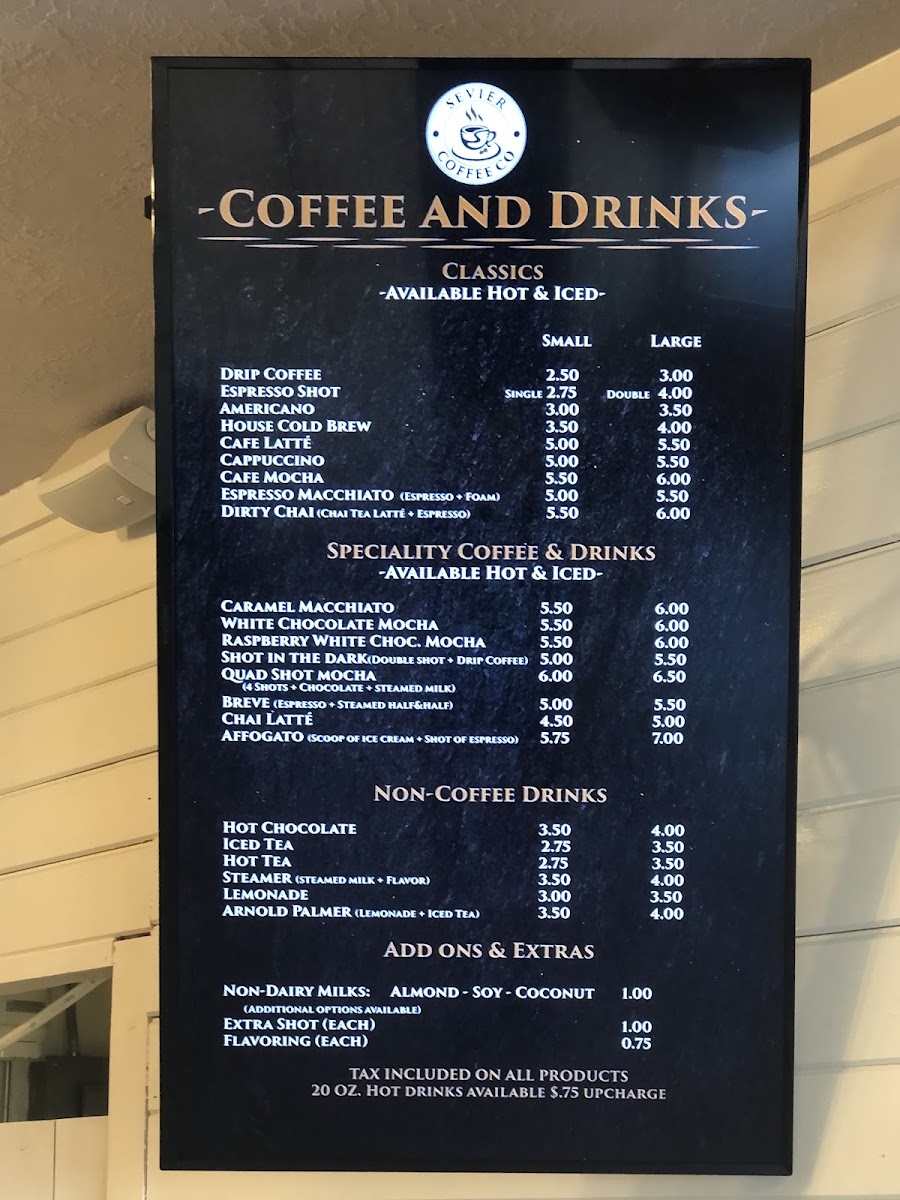 SEVIER
COFFEE CO
-COFFEE AND DRINKS-
CLASSICS
-AVAILABLE HOT & ICED-
SMALL LARGE
DRIP COFFEE 2.50 3.00
ESPRESSO SHOT SINGLE 2.75 DOUBLE 4.00
AMERICANO 3.00 3.50
HOUSE COLD BREW 3.50 4.00
CAFE LATTÉ 5.00 5.50
CAPPUCCINO 5.00 5.50
CAFE MOCHA 5.50 6.00
ESPRESSO MACCHIATO (ESPRESSO + FOAM) 5.00 5.50
DIRTY CHAI (CHAI TEA LATTÉ + ESPRESSO) 5.50 6.00
SPECIALITY COFFEE & DRINKS
-AVAILABLE HOT & ICED-
CARAMEL MACCHIATO 5.50 6.00
WHITE CHOCOLATE MOCHA 5.50 6.00
RASPBERRY WHITE CHOC. MOCHA 5.50 6.00
SHOT IN THE DARK(DOUBLE SHOT + DRIP COFFEE) 5.00 5.50
QUAD SHOT MOCHA 6.00 6.50
(4 SHOTS + CHOCOLATE + STEAMED MILK)
BREVE (ESPRESSO + STEAMED HALF&HALF) 5.00 5.50
CHAI LATTÉ 4.50 5.00
AFFOGATO (SCOOP OF ICE CREAM + SHOT OF ESPRESSO) 5.75 7.00
NON-COFFEE DRINKS
HOT CHOCOLATE 3.50 4.00
ICED TEA 2.75 3.50
HOT TEA 2.75 3.50
STEAMER (STEAMED MILK + FLAVOR) 3.50 4.00
LEMONADE 3.00 3.50
ARNOLD PALMER (LEMONADE + ICED TEA) 3.50 4.00
ADD ONS & EXTRAS
NON-DAIRY MILKS: ALMOND - SOY - COCONUT 1.00
(ADDITIONAL OPTIONS AVAILABLE)
EXTRA SHOT (EACH) 1.00
FLAVORING (EACH) 0.75
TAX INCLUDED ON ALL PRODUCTS
20 OZ. HOT DRINKS AVAILABLE $.75 UPCHARGE